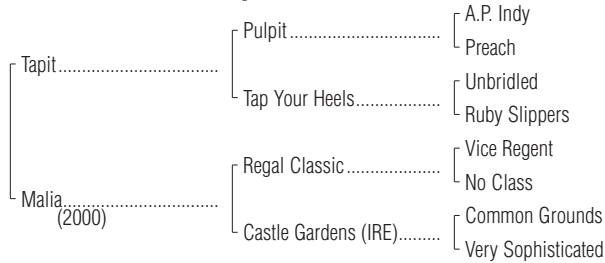 A.P. Indy
Pulpit........................................
Preach
Tapit..................................
Unbridled
Tap Your Heels.....................
Ruby Slippers
Vice Regent
Regal Classic.......................
No Class
Malia.................................
(2000)
Common Grounds
Castle Gardens (IRE).........
Very Sophisticated